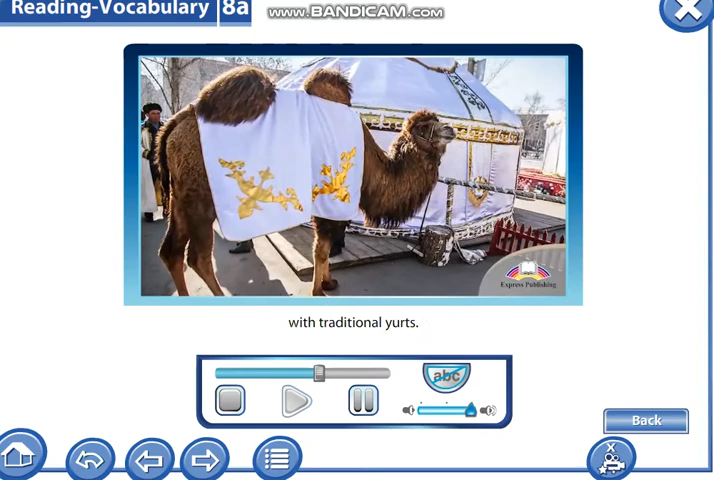 Reading-Vocabulary 8a
www.BANDICAM.com
Express Publishing
with traditional yurts.
abc
Back
X